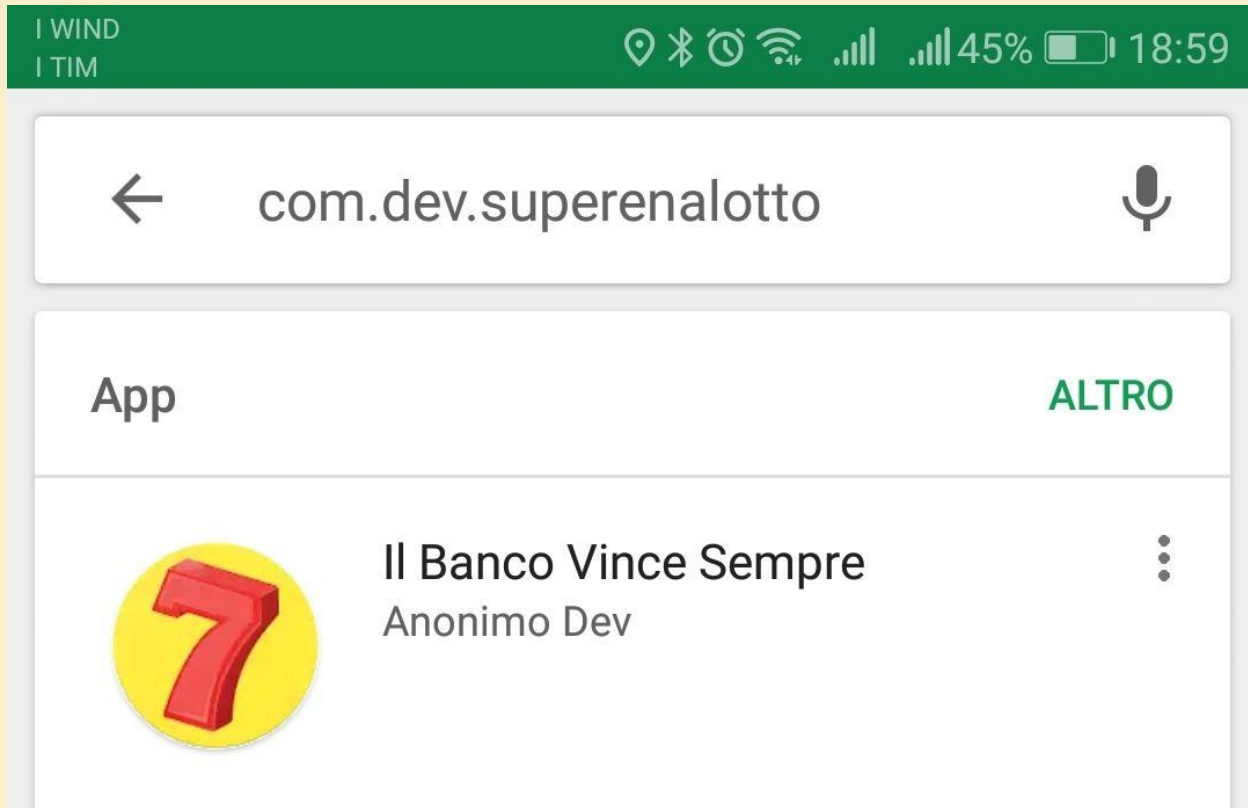 I WIND
I TIM
45% 18:59
com.dev.superenalotto
App
ALTRO
7
Il Banco Vince Sempre
Anonimo Dev